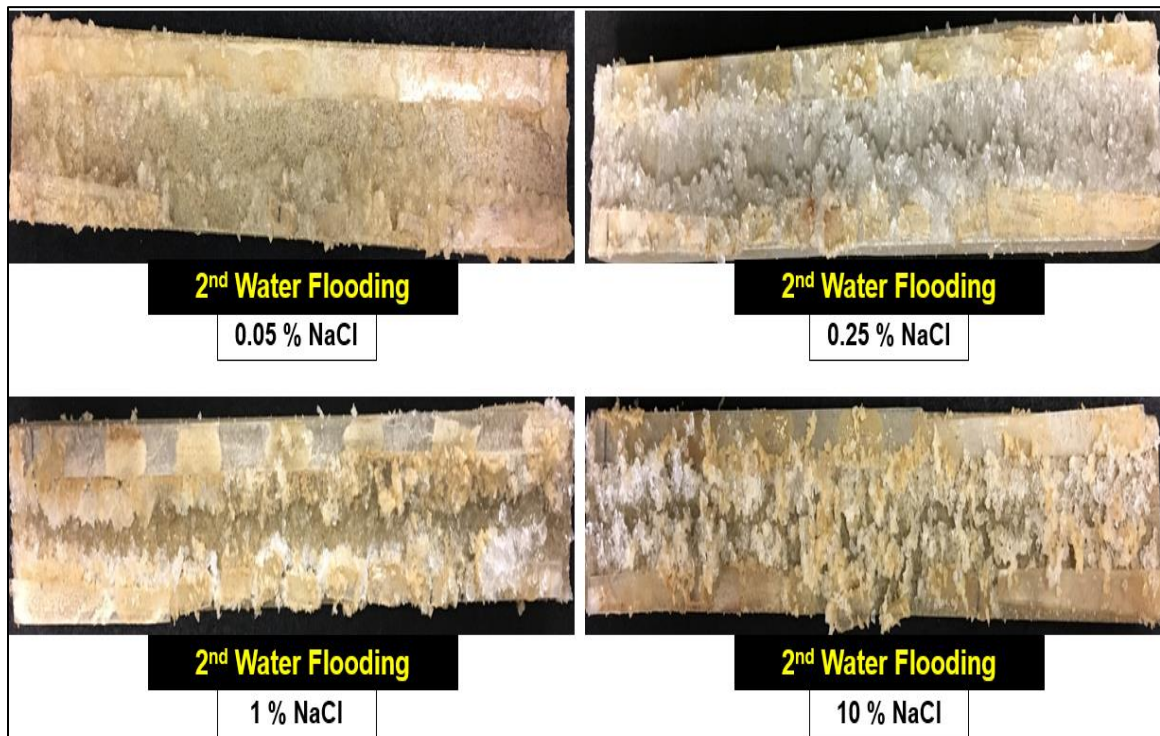 2nd Water Flooding
0.05 % NaCl
2nd Water Flooding
0.25 % NaCl
2nd Water Flooding
1 % NaCl
2nd Water Flooding
10 % NaCl